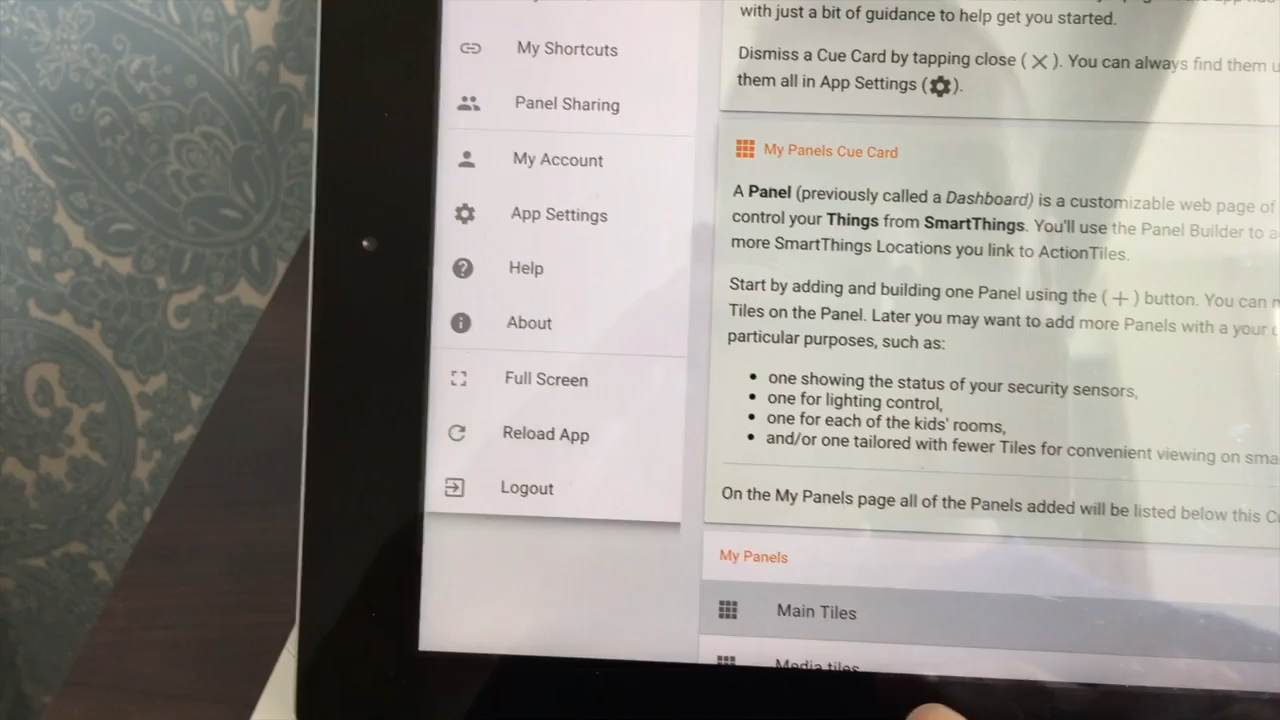 My Shortcuts
Panel Sharing
My Account
App Settings
Help
About
Full Screen
Reload App
Logout
with just a bit of guidance to help get you started.
Dismiss a Cue Card by tapping close ( X ). You can always find them
them all in App Settings ( ).
My Panels Cue Card
A Panel (previously called a Dashboard) is a customizable web page of
control your Things from SmartThings. You'll use the Panel Builder to
more SmartThings Locations you link to ActionTiles.
Start by adding and building one Panel using the ( + ) button. You can
Tiles on the Panel. Later you may want to add more Panels with a your
particular purposes, such as:
• one showing the status of your security sensors,
• one for lighting control,
• one for each of the kids' rooms,
• and/or one tailored with fewer Tiles for convenient viewing on
On the My Panels page all of the Panels added will be listed below this
My Panels
Main Tiles
Media tiles